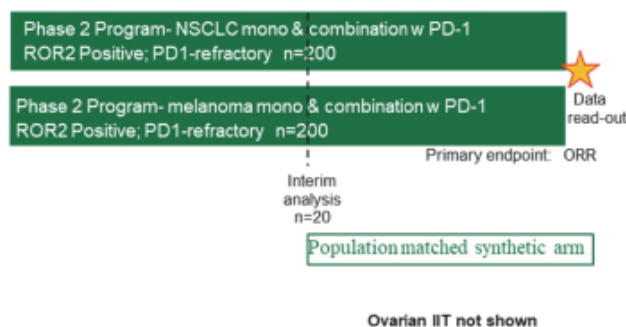 Phase 2 Program- NSCLC mono & combination w PD-1
ROR2 Positive; PD1-refractory n=200
Phase 2 Program- melanoma mono & combination w PD-1
ROR2 Positive; PD1-refractory n=200
Data
read-out
Primary endpoint: ORR
Interim
analysis
n=20
Population matched synthetic arm
Ovarian IIT not shown